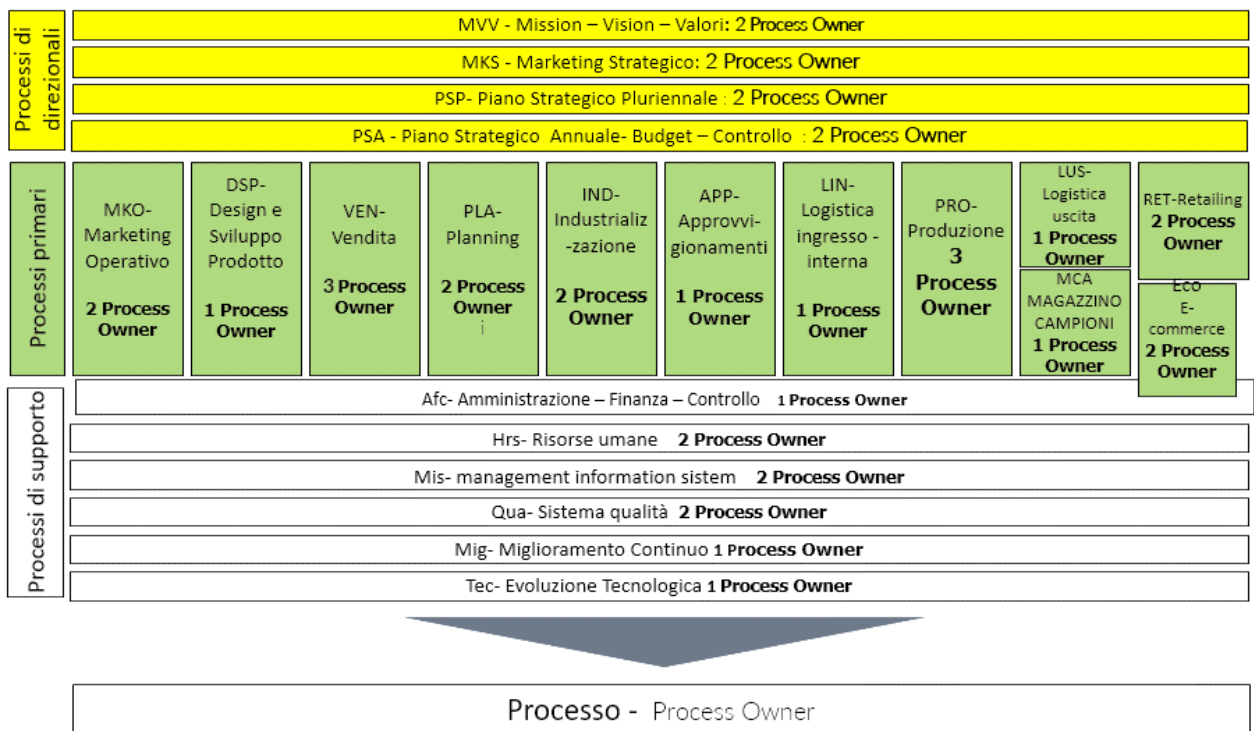 Processi di
direzionali
MVV - Mission – Vision – Valori: 2 Process Owner
MKS - Marketing Strategico: 2 Process Owner
PSP- Piano Strategico Pluriennale : 2 Process Owner
PSA - Piano Strategico Annuale- Budget – Controllo : 2 Process Owner
Processi primari
MKO-
Marketing
Operativo
2 Process
Owner
DSP-
Design e
Sviluppo
Prodotto
1 Process
Owner
VEN-
Vendita
3 Process
Owner
PLA-
Planning
2 Process
Owner
i
IND-
Industrializ
-zazione
2 Process
Owner
APP-
Approvvi-
gionamenti
1 Process
Owner
LIN-
Logistica
ingresso -
interna
1 Process
Owner
PRO-
Produzione
3
Process
Owner
LUS-
Logistica
uscita
1 Process
Owner
MCA
MAGAZZINO
CAMPIONI
1 Process
Owner
RET-Retailing
2 Process
Owner
Eco
E-
commerce
2 Process
Owner
Processi di supporto
Afc- Amministrazione – Finanza – Controllo 1 Process Owner
Hrs- Risorse umane 2 Process Owner
Mis- management information sistem 2 Process Owner
Qua- Sistema qualità 2 Process Owner
Mig- Miglioramento Continuo 1 Process Owner
Tec- Evoluzione Tecnologica 1 Process Owner
Processo - Process Owner